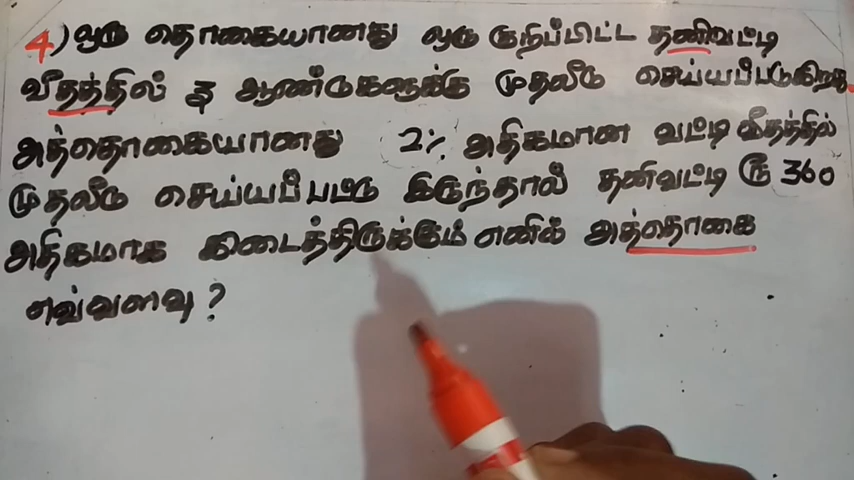 4) ஒரு தொகையானது ஒரு குறிப்பிட்ட தனிவட்டி
வீதத்தில் 3 ஆண்டுகளுக்கு முதலீடு செய்யப்படுகிறது.
அத்தொகையானது 2% அதிகமான வட்டி வீதத்தில்
முதலீடு செய்யப்பட்டு இருந்தால் தனிவட்டி ரூ 360
அதிகமாக கிடைத்திருக்கும் எனில் அத்தொகை
எவ்வளவு?